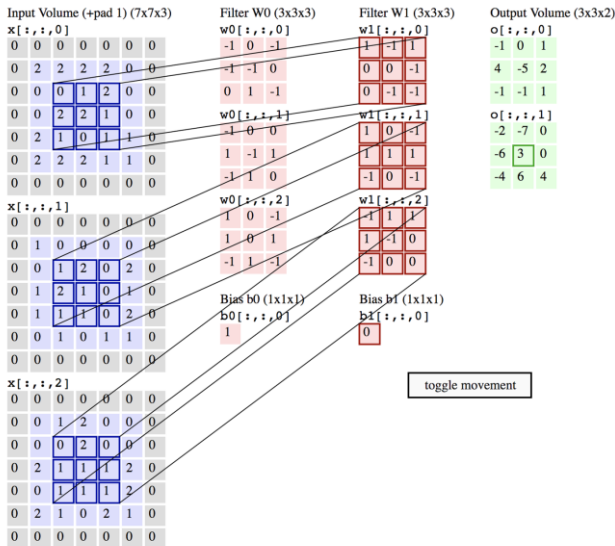 Input Volume (+pad 1) (7x7x3)
x[:,:,0]
0 0 0 0 0 0 0
0 2 2 2 2 0 0
0 0 0 1 2 0 0
0 0 2 2 1 0 0
0 2 1 0 1 1 0
0 2 2 2 1 1 0
0 0 0 0 0 0 0
x[:,:,1]
0 0 0 0 0 0 0
0 1 0 0 0 0 0
0 0 1 2 0 2 0
0 1 2 1 0 1 0
0 1 1 1 0 2 0
0 0 1 0 1 1 0
0 0 0 0 0 0 0
x[:,:,2]
0 0 0 0 0 0 0
0 0 1 2 0 0 0
0 0 0 2 0 0 0
0 2 1 1 1 2 0
0 0 1 1 1 2 0
0 2 1 0 2 1 0
0 0 0 0 0 0 0
Filter W0 (3x3x3)
w0[:,:,0]
-1 0 -1
-1 -1 0
0 1 -1
w0[:,:,1]
-1 0 0
1 -1 1
-1 1 0
w0[:,:,2]
1 0 -1
1 0 1
-1 1 -1
Bias b0 (1x1x1)
b0[:,:,0]
1
Filter W1 (3x3x3)
w1[:,:,0]
1 -1 1
0 0 -1
0 -1 -1
w1[:,:,1]
1 0 -1
1 1 1
-1 0 -1
w1[:,:,2]
-1 1 1
1 -1 0
-1 0 0
Bias b1 (1x1x1)
b1[:,:,0]
0
Output Volume (3x3x2)
o[:,:,0]
-1 0 1
4 -5 2
-1 -1 1
o[:,:,1]
-2 -7 0
-6 3 0
-4 6 4
toggle movement